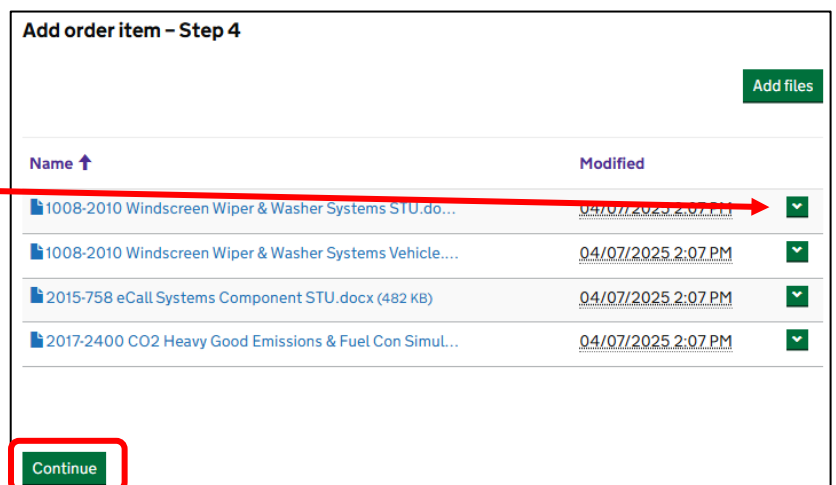 Add order item – Step 4
Add files
Name ↑ Modified
1008-2010 Windscreen Wiper & Washer Systems STU.do... 04/07/2025 2:07 PM
1008-2010 Windscreen Wiper & Washer Systems Vehicle.... 04/07/2025 2:07 PM
2015-758 eCall Systems Component STU.docx (482 KB) 04/07/2025 2:07 PM
2017-2400 CO2 Heavy Good Emissions & Fuel Con Simul... 04/07/2025 2:07 PM
Continue